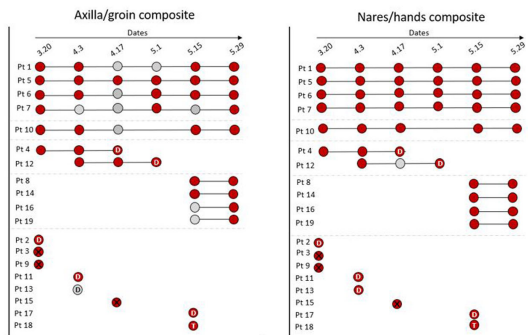 Axilla/groin composite
Dates
3.20 4.3 4.17 5.1 5.15 5.29
Pt 1
Pt 5
Pt 6
Pt 7
Pt 10
Pt 4 D
Pt 12 D
Pt 8
Pt 14
Pt 16
Pt 19
Pt 2 D
Pt 3 X
Pt 9 X
Pt 11 D
Pt 13 D
Pt 15 X
Pt 17 D
Pt 18 T
Nares/hands composite
Dates
3.20 4.3 4.17 5.1 5.15 5.29
Pt 1
Pt 5
Pt 6
Pt 7
Pt 10
Pt 4 D
Pt 12 D
Pt 8
Pt 14
Pt 16
Pt 19
Pt 2 D
Pt 3 X
Pt 9 X
Pt 11 D
Pt 13 D
Pt 15 X
Pt 17 D
Pt 18 T